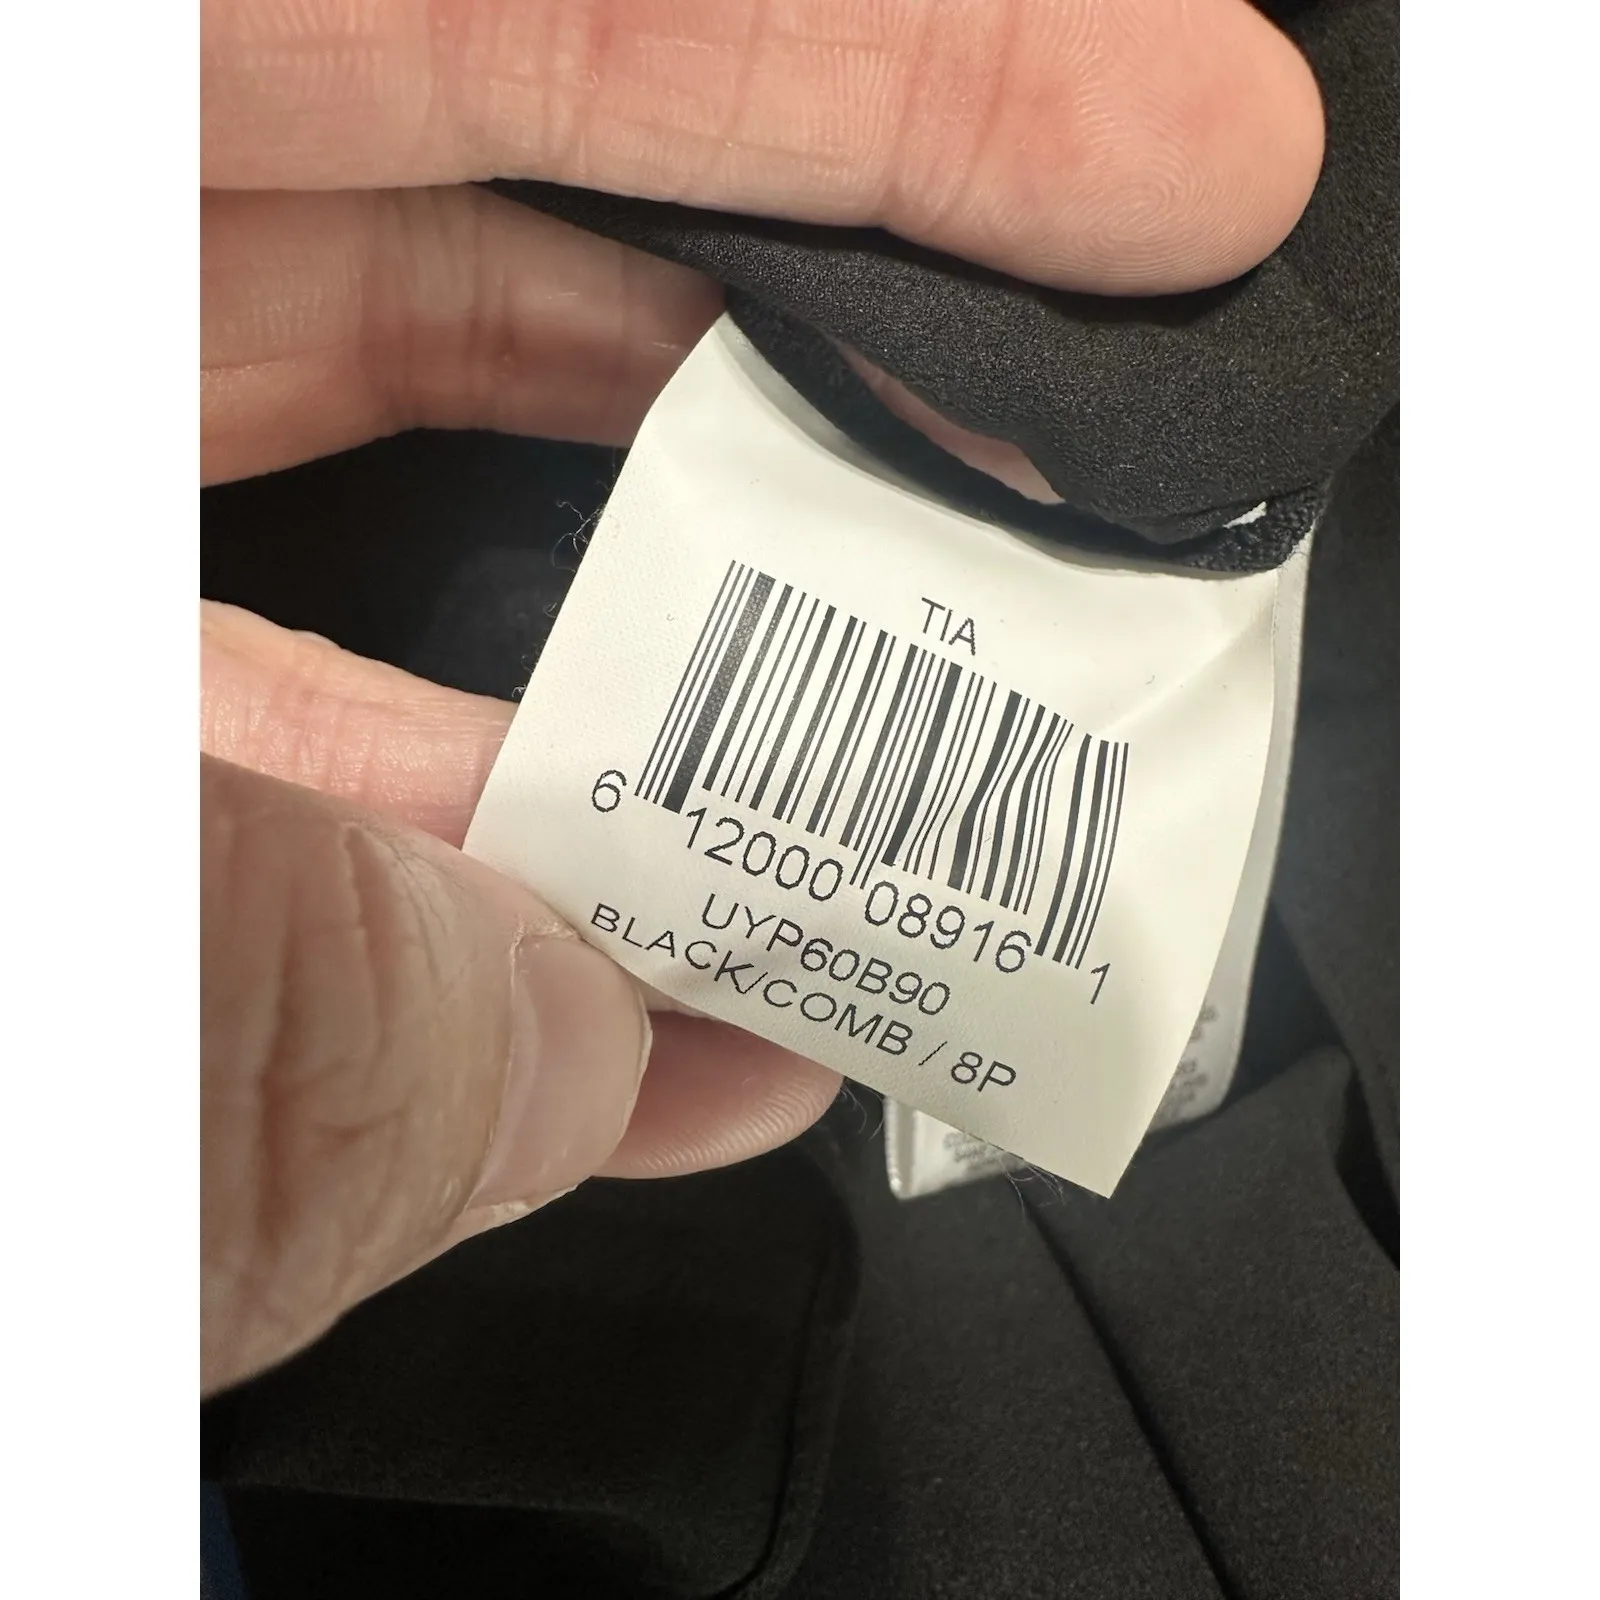 TIA
6 12000 08916 1
UYP60B90
BLACK/COMB / 8P